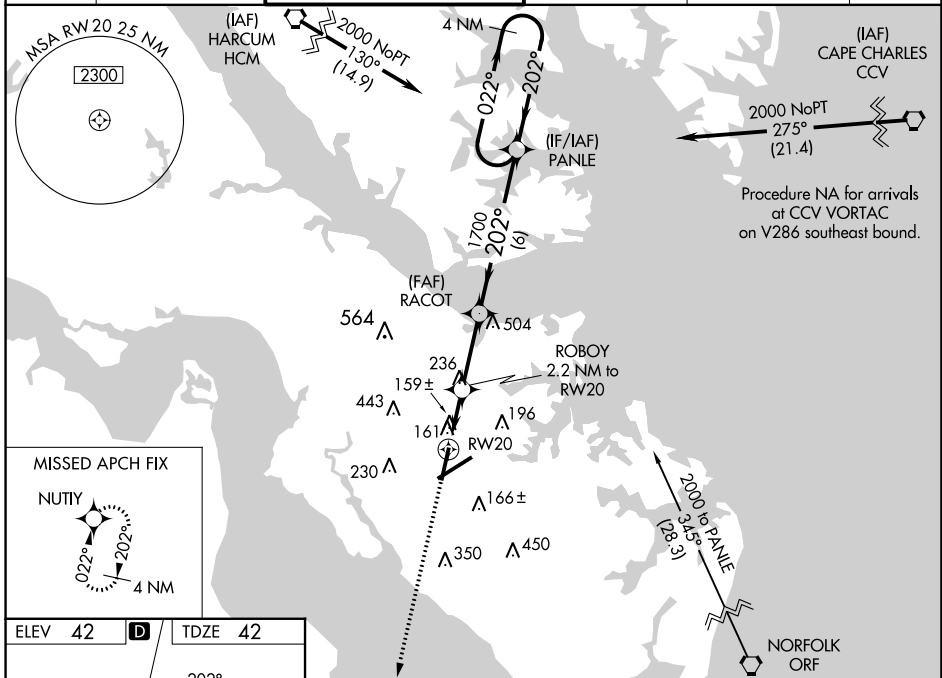 MSA RW 20 25 NM
2300
(IAF)
HARCUM
HCM
2000 NoPT
130°
(14.9)
4 NM
022°
202°
(IF/IAF)
PANLE
(IAF)
CAPE CHARLES
CCV
2000 NoPT
275°
(21.4)
Procedure NA for arrivals
at CCV VORTAC
on V286 southeast bound.
1700
202°
(6)
(FAF)
RACOT
564
504
236
ROBOY
2.2 NM to
RW20
159±
443
161
196
RW20
230
166±
350
450
2000 to PANLE
345°
(28.3)
NORFOLK
ORF
MISSED APCH FIX
NUTIY
022°
202°
4 NM
ELEV 42
D
TDZE 42
202°